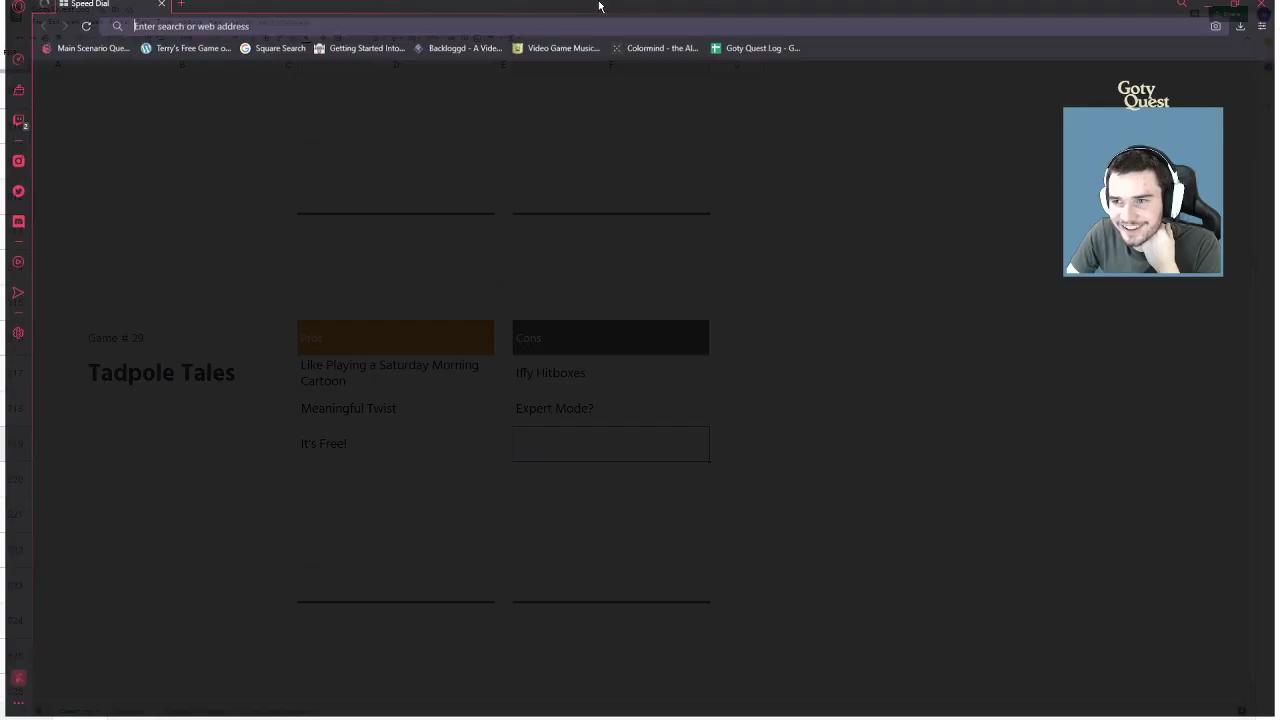 Speed Dial
Enter search or web address
Main Scenario Que... Terry's Free Game o... Square Search Getting Started Into... Backloggd - A Vide... Video Game Music... Colormind - the AI... Goty Quest Log - G...
A B C D E F G
Goty
Quest
2
Game # 29
Pros
Cons
Tadpole Tales
Like Playing a Saturday Morning
Cartoon
Iffy Hitboxes
Meaningful Twist
Expert Mode?
It's Free!